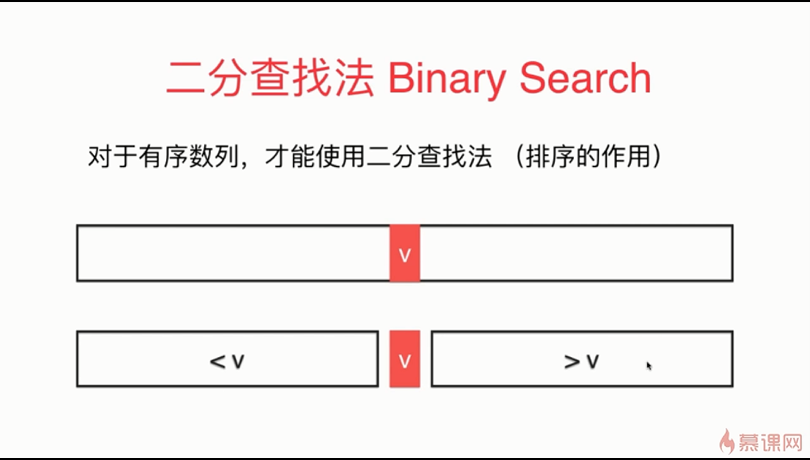 二分查找法 Binary Search
对于有序数列，才能使用二分查找法 （排序的作用）
v
< v v > v
慕课网